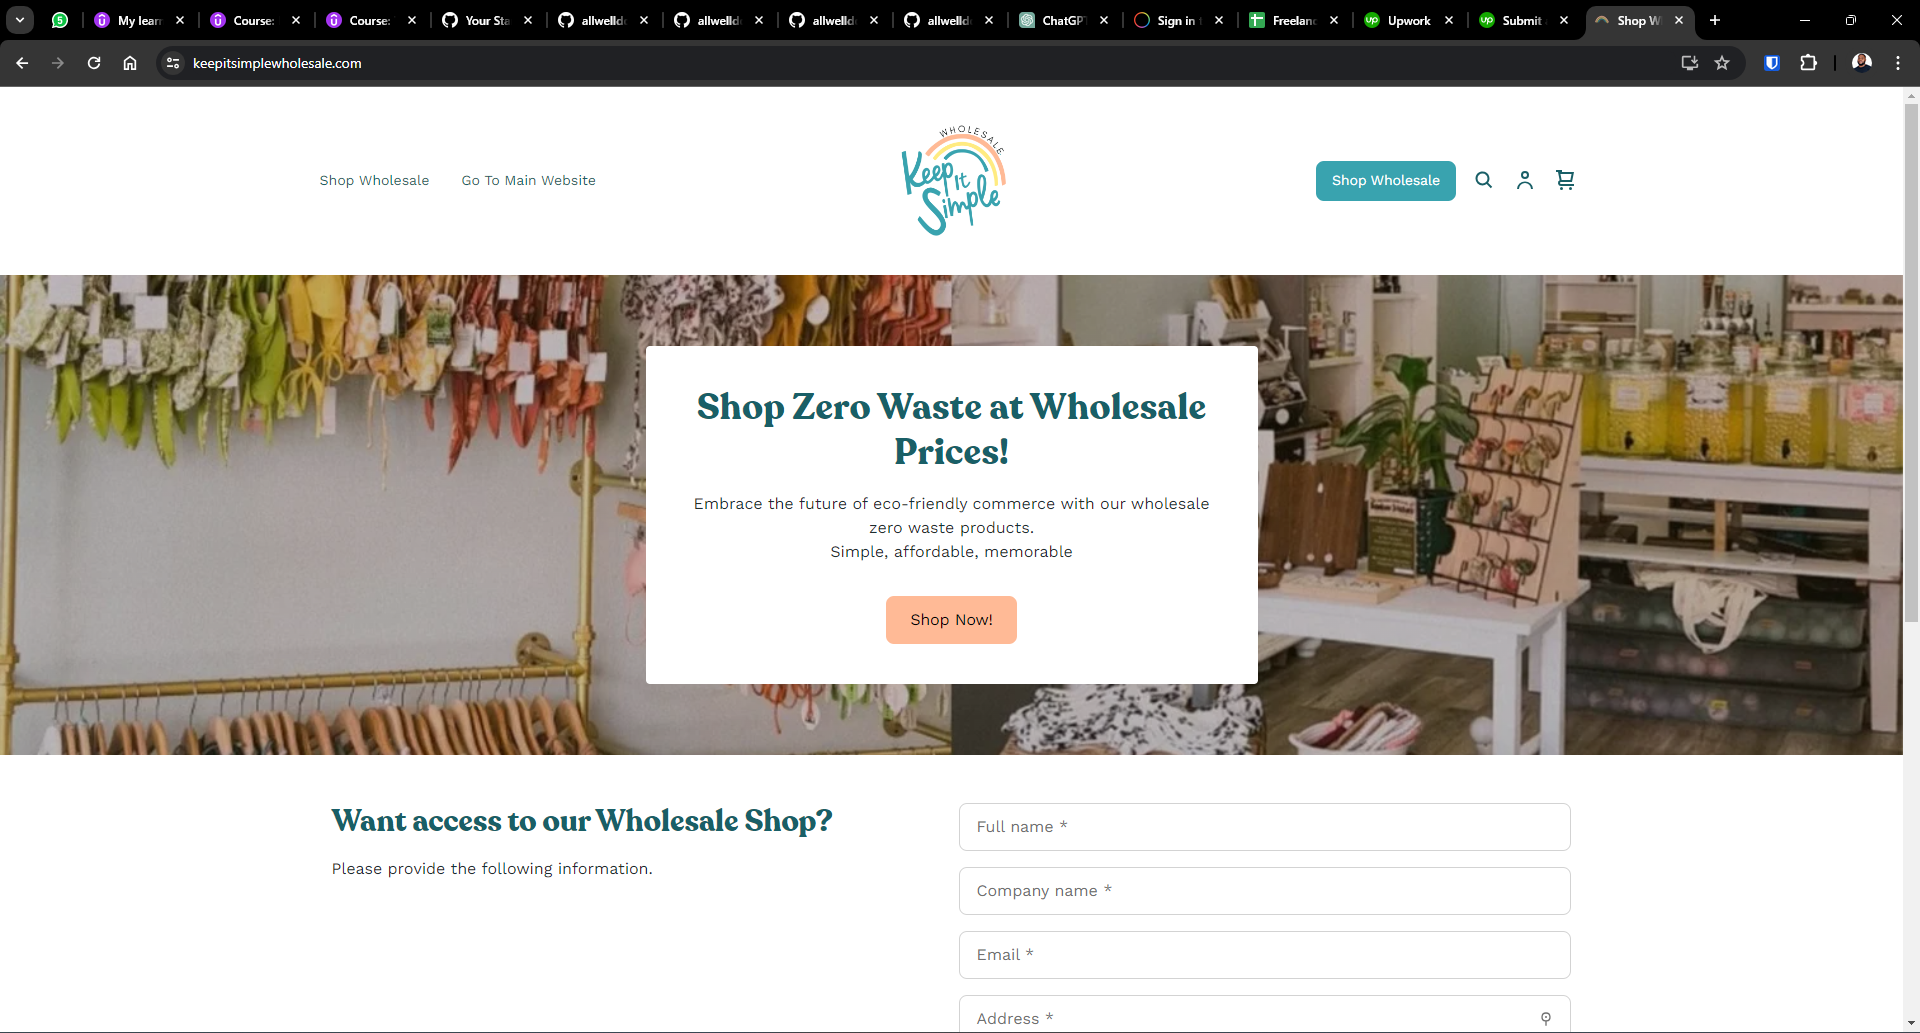 5
My learn
Course:
Course:
Your Sta
allwelld
allwelld
allwelld
allwelld
ChatGP
Sign in
Freelanc
up
Upwork
up
Submit
Shop W
keepitsimplewholesale.com
Shop Wholesale
Go To Main Website
WHOLESALE
Keep
It
Simple
Shop Wholesale
Shop Zero Waste at Wholesale
Prices!
Embrace the future of eco-friendly commerce with our wholesale
zero waste products.
Simple, affordable, memorable
Shop Now!
Want access to our Wholesale Shop?
Please provide the following information.
Full name *
Company name *
Email *
Address *